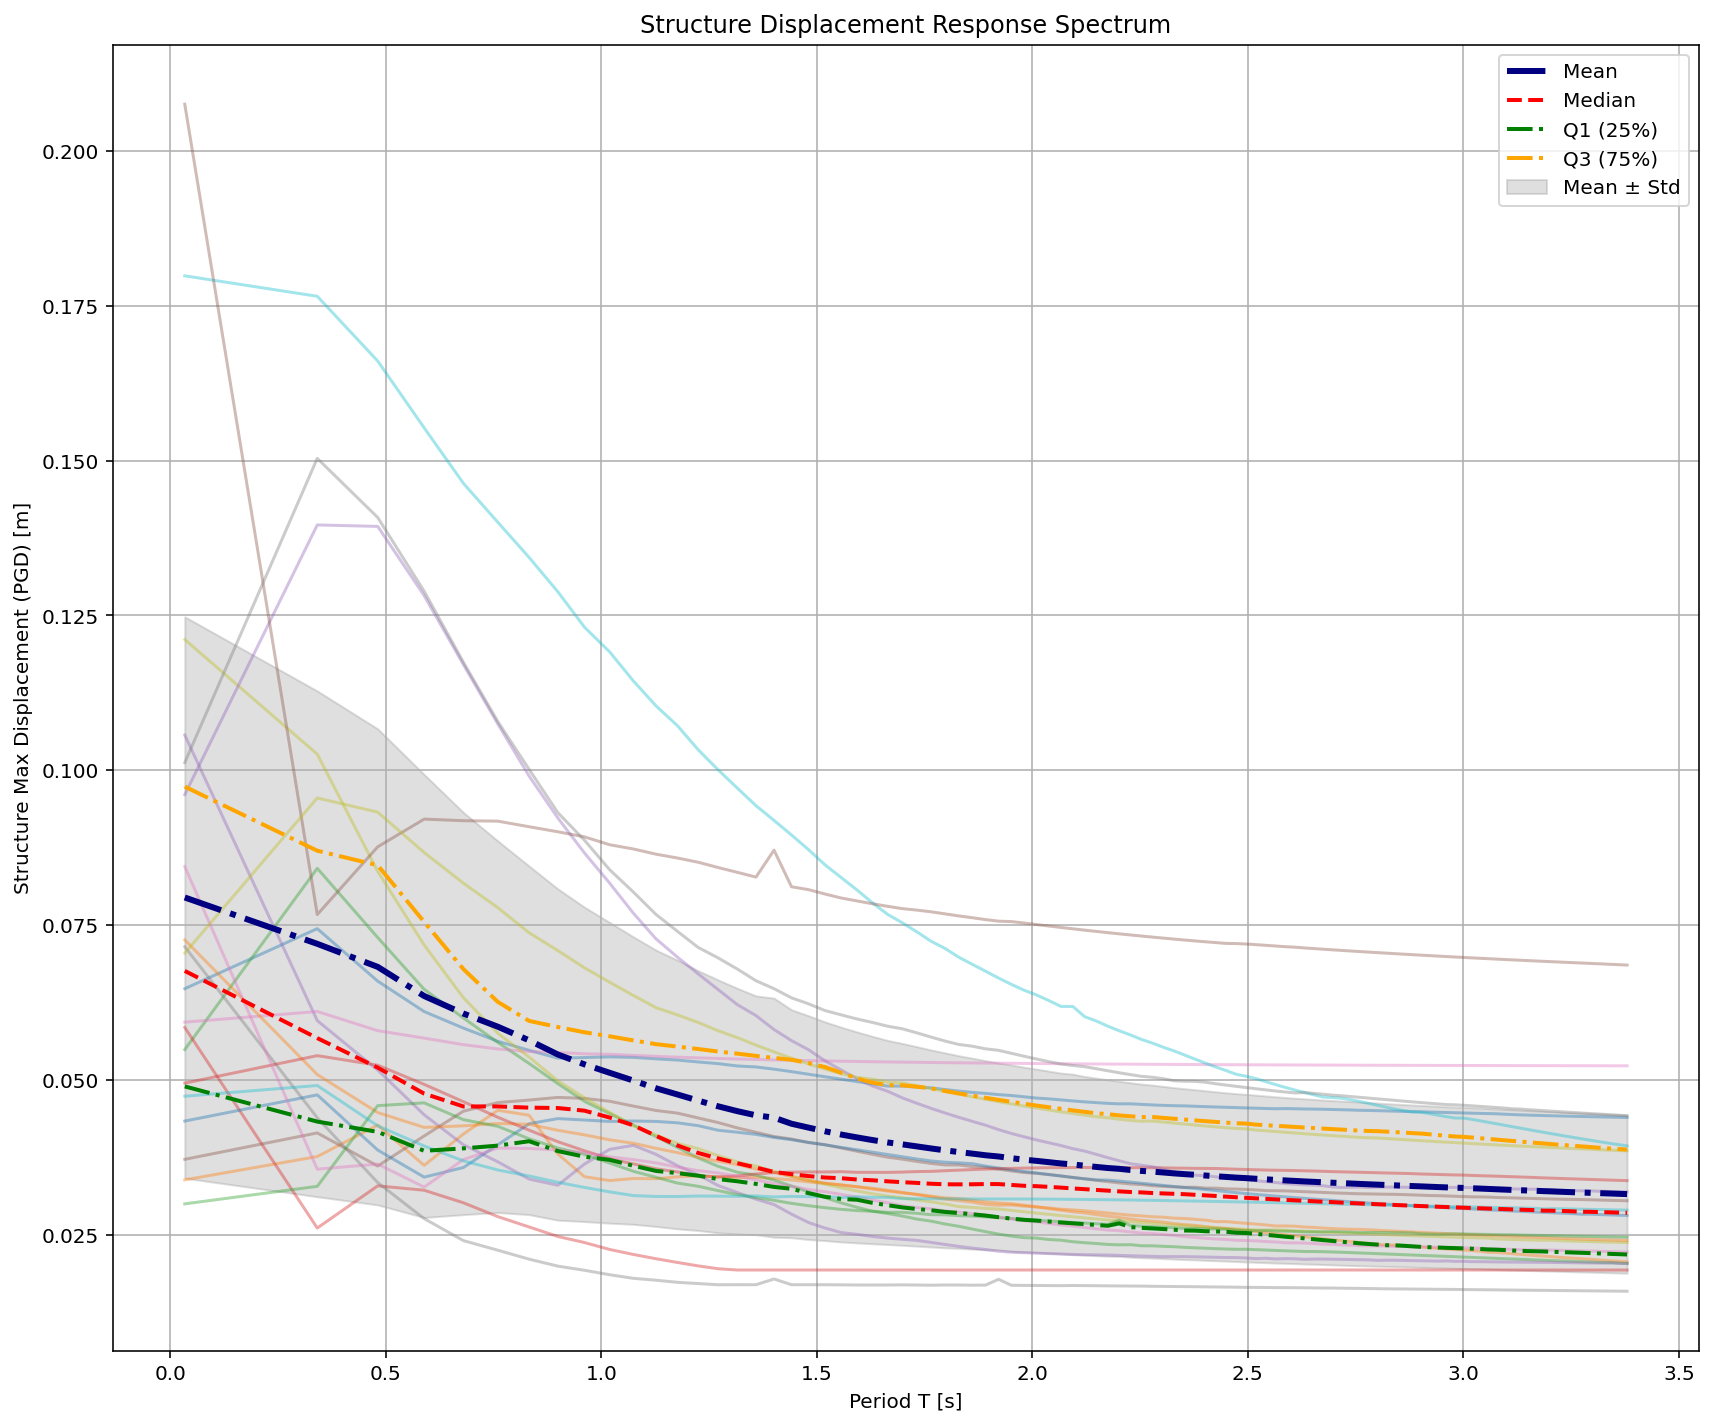 Structure Displacement Response Spectrum
Mean
Median
Q1 (25%)
Q3 (75%)
Mean ± Std
Structure Max Displacement (PGD) [m]
0.200
0.175
0.150
0.125
0.100
0.075
0.050
0.025
0.0 0.5 1.0 1.5 2.0 2.5 3.0 3.5
Period T [s]